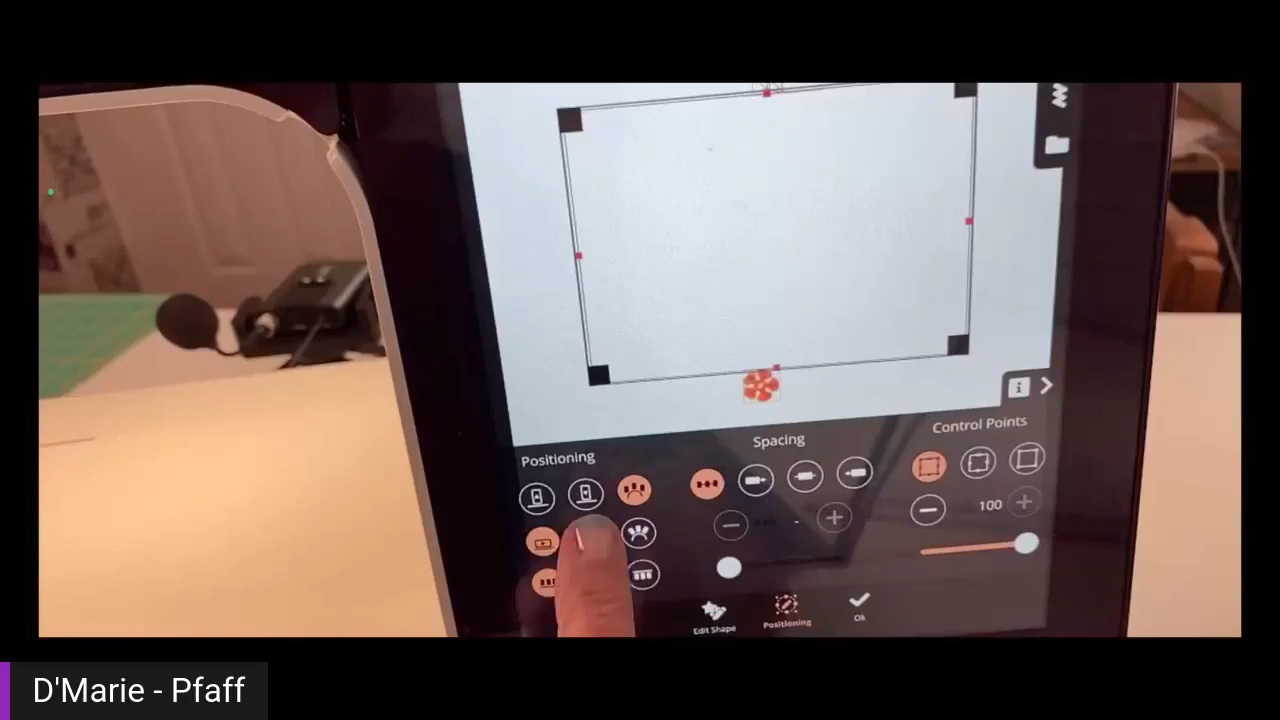 i
Control Points
Spacing
Positioning
100
Edit Shape
Positioning
Ok
D'Marie - Pfaff